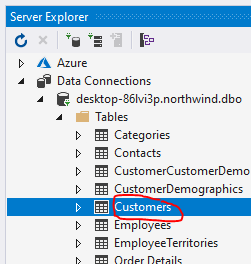 Server Explorer
Azure
Data Connections
desktop-86lvi3p.northwind.dbo
Tables
Categories
Contacts
CustomerCustomerDemo
CustomerDemographics
Customers
Employees
EmployeeTerritories
Order Details